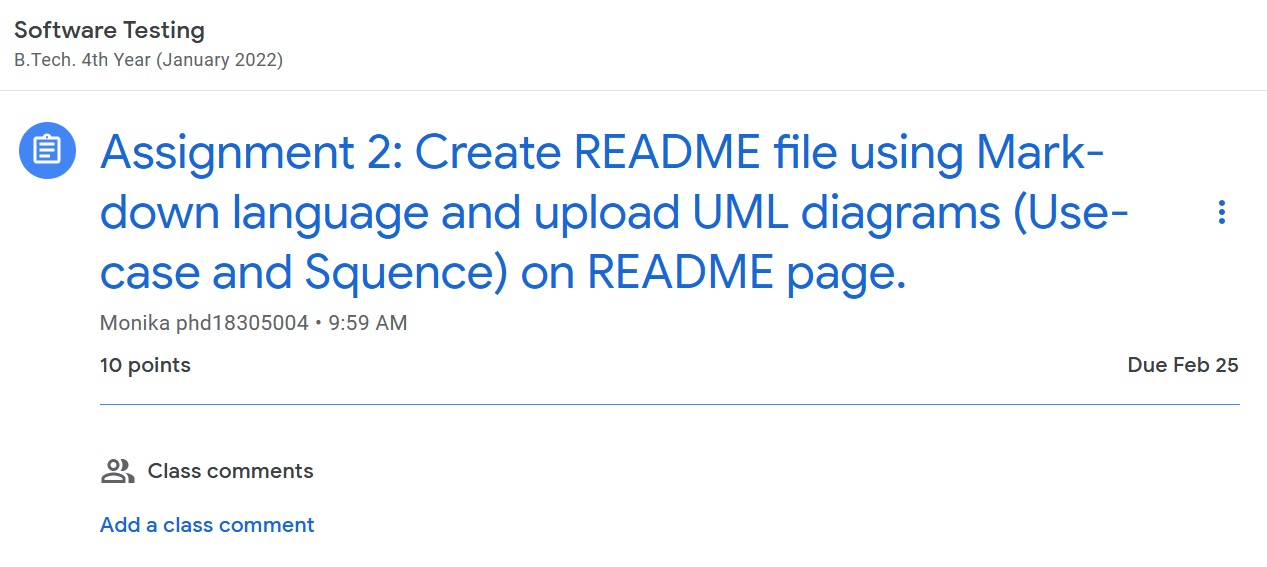 Software Testing
B.Tech. 4th Year (January 2022)
Assignment 2: Create README file using Mark-
down language and upload UML diagrams (Use-
case and Squence) on README page.
Monika phd18305004 • 9:59 AM
10 points
Due Feb 25
Class comments
Add a class comment